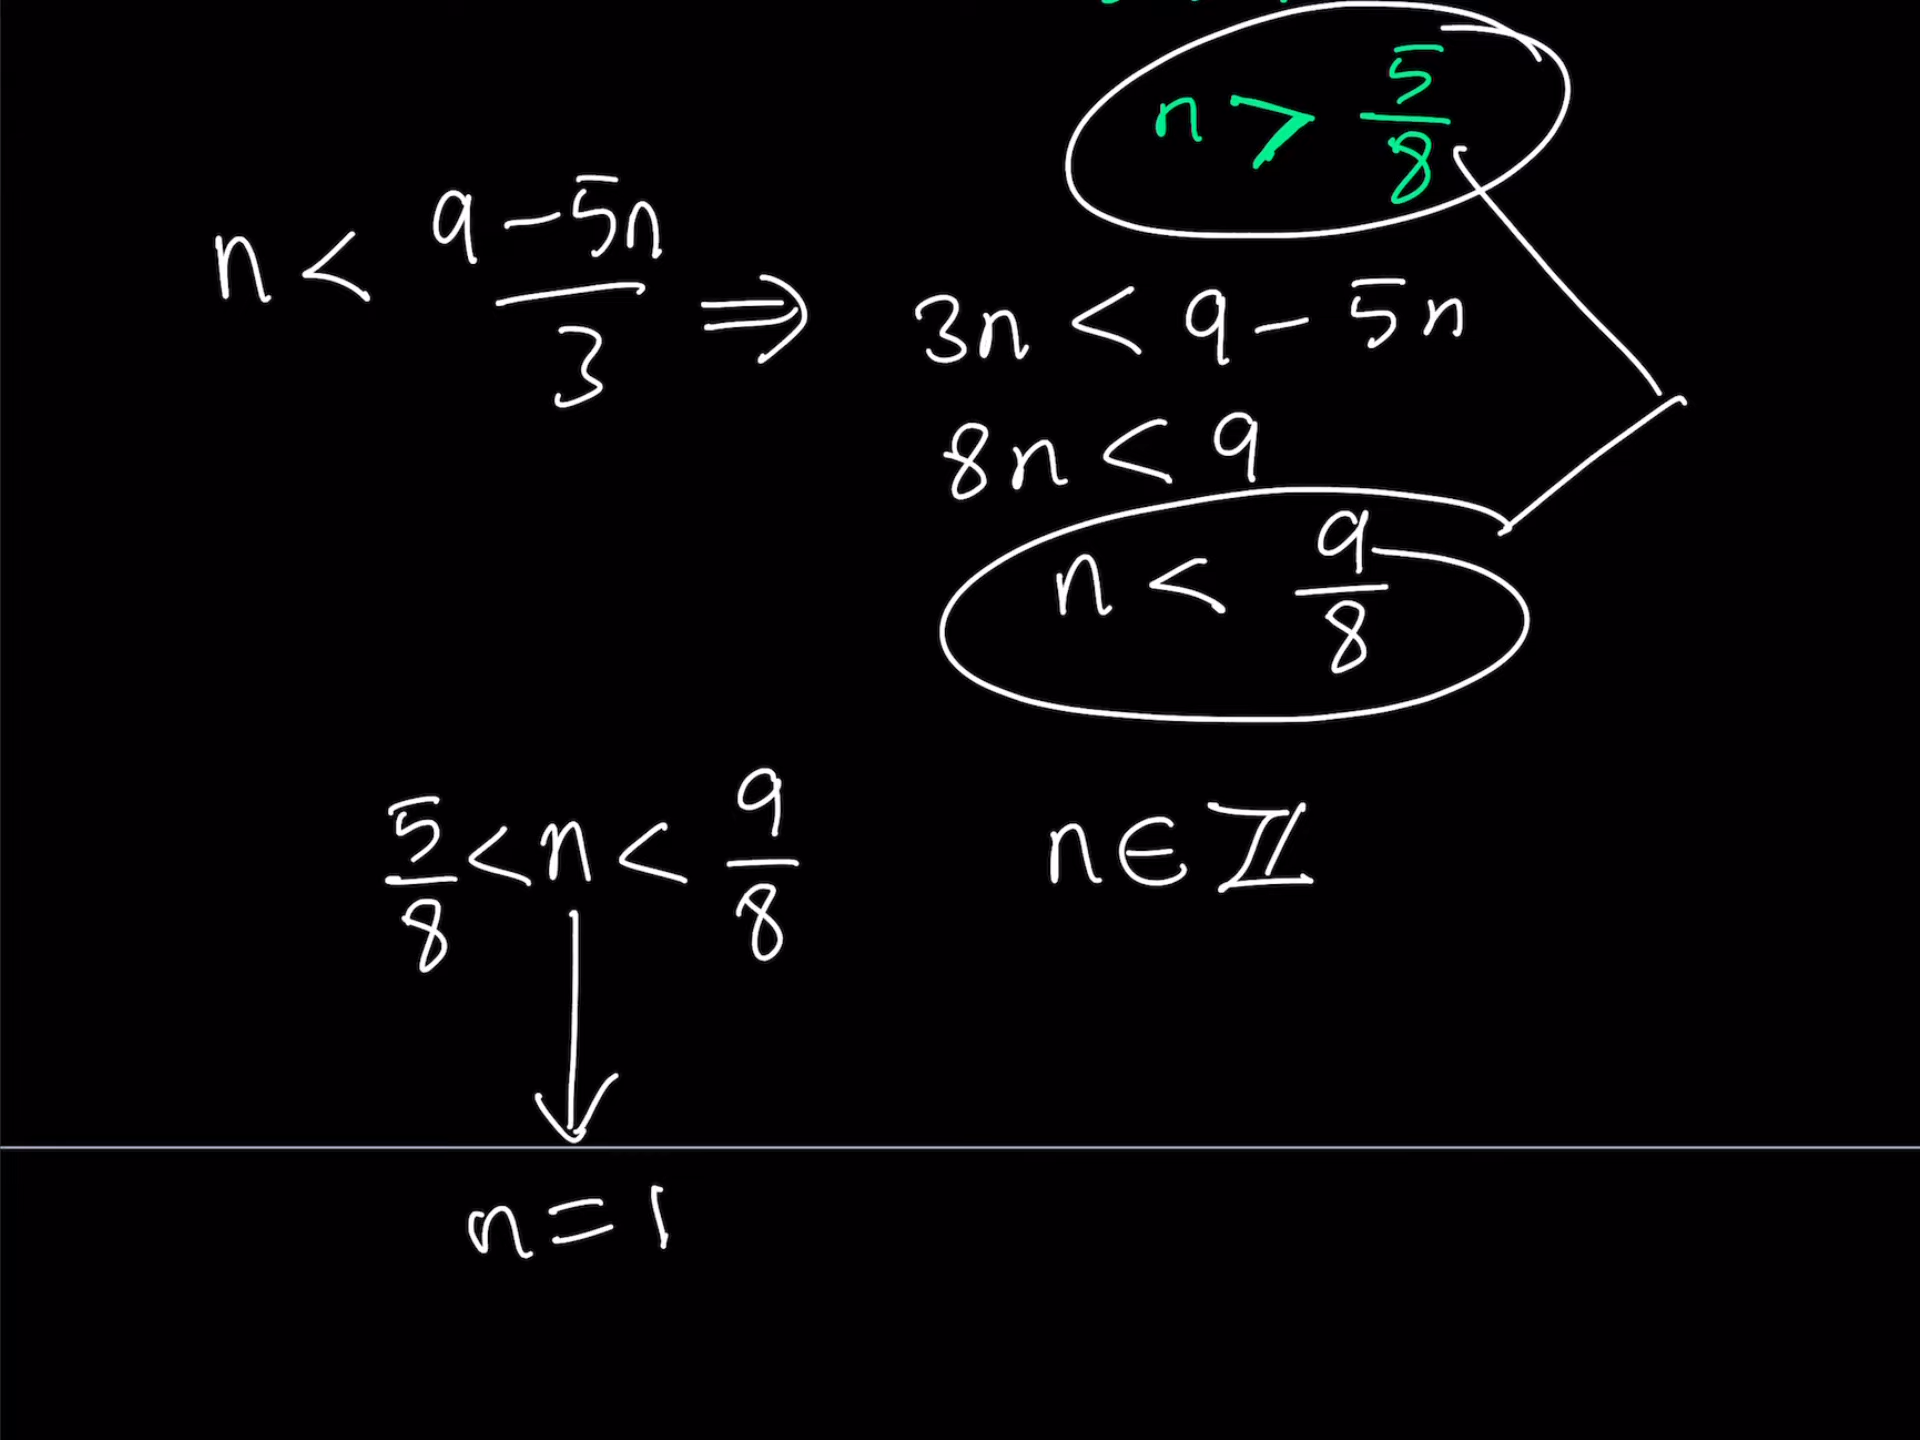 n > 5/8
n < (9-5n)/3 ⇒ 3n < 9 - 5n
8n < 9
n < 9/8
5/8 < n < 9/8 n ∈ ℤ
n = 1